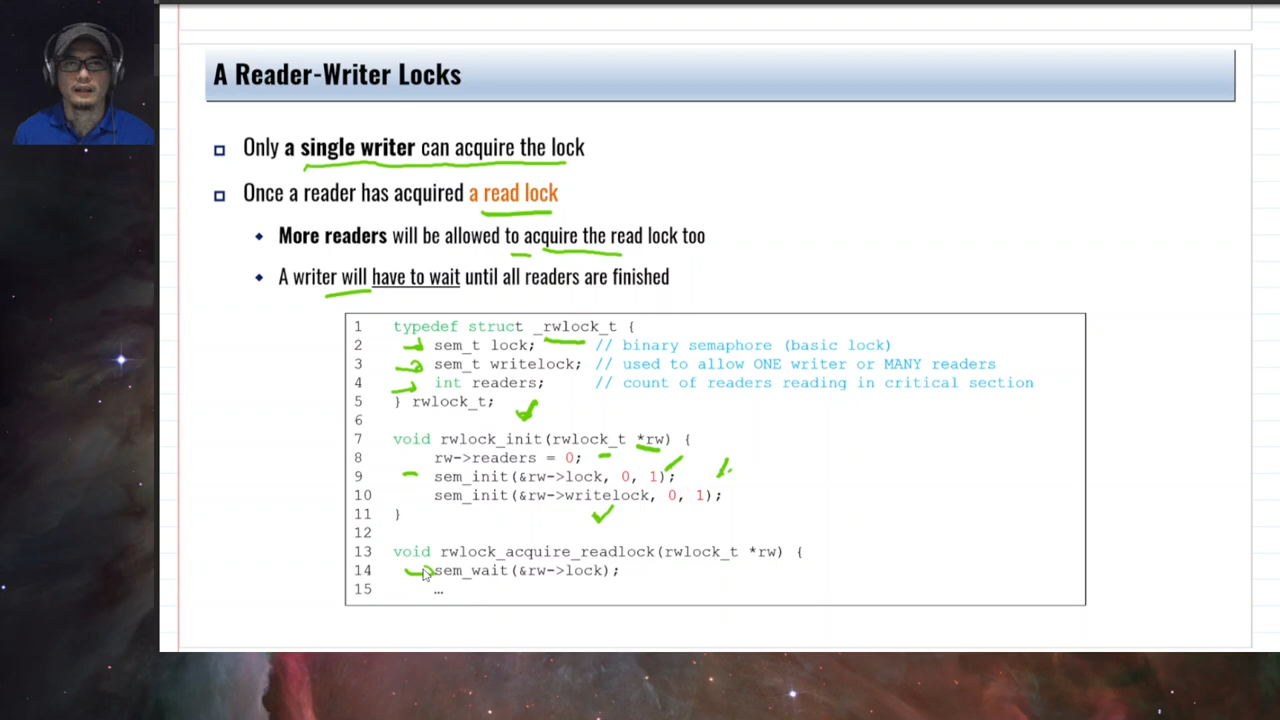 A Reader-Writer Locks
Only a single writer can acquire the lock
Once a reader has acquired a read lock
More readers will be allowed to acquire the read lock too
A writer will have to wait until all readers are finished
1 typedef struct _rwlock_t {
2 sem_t lock; // binary semaphore (basic lock)
3 sem_t writelock; // used to allow ONE writer or MANY readers
4 int readers; // count of readers reading in critical section
5 } rwlock_t;
6
7 void rwlock_init(rwlock_t *rw) {
8 rw->readers = 0;
9 sem_init(&rw->lock, 0, 1);
10 sem_init(&rw->writelock, 0, 1);
11 }
12
13 void rwlock_acquire_readlock(rwlock_t *rw) {
14 sem_wait(&rw->lock);
15 …